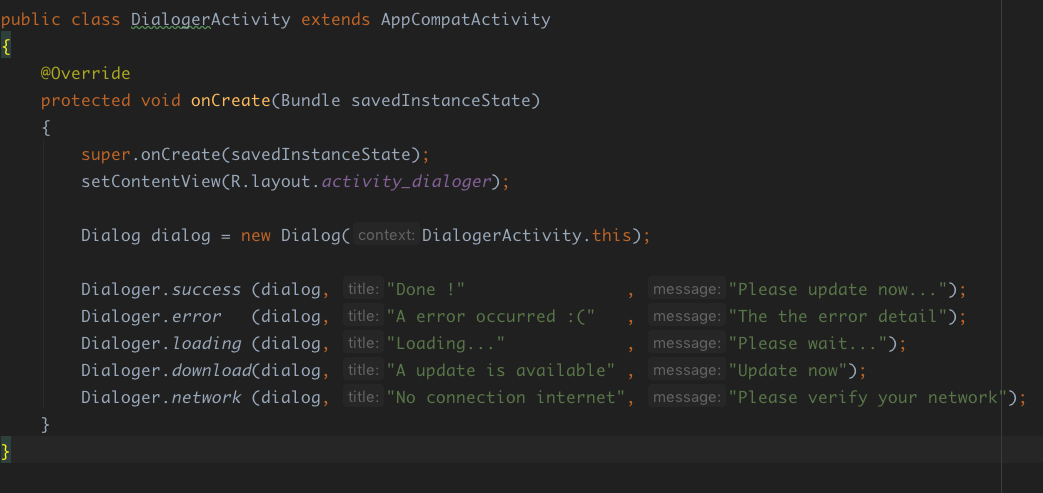 public class DialogerActivity extends AppCompatActivity
{
    @Override
    protected void onCreate(Bundle savedInstanceState)
    {
        super.onCreate(savedInstanceState);
        setContentView(R.layout.activity_dialoger);
        Dialog dialog = new Dialog( context: DialogerActivity.this);
        Dialoger.success (dialog, title: "Done !"                , message: "Please update now...");
        Dialoger.error   (dialog, title: "A error occurred :("   , message: "The the error detail");
        Dialoger.loading (dialog, title: "Loading..."            , message: "Please wait...");
        Dialoger.download(dialog, title: "A update is available" , message: "Update now");
        Dialoger.network (dialog, title: "No connection internet", message: "Please verify your network");
    }
}